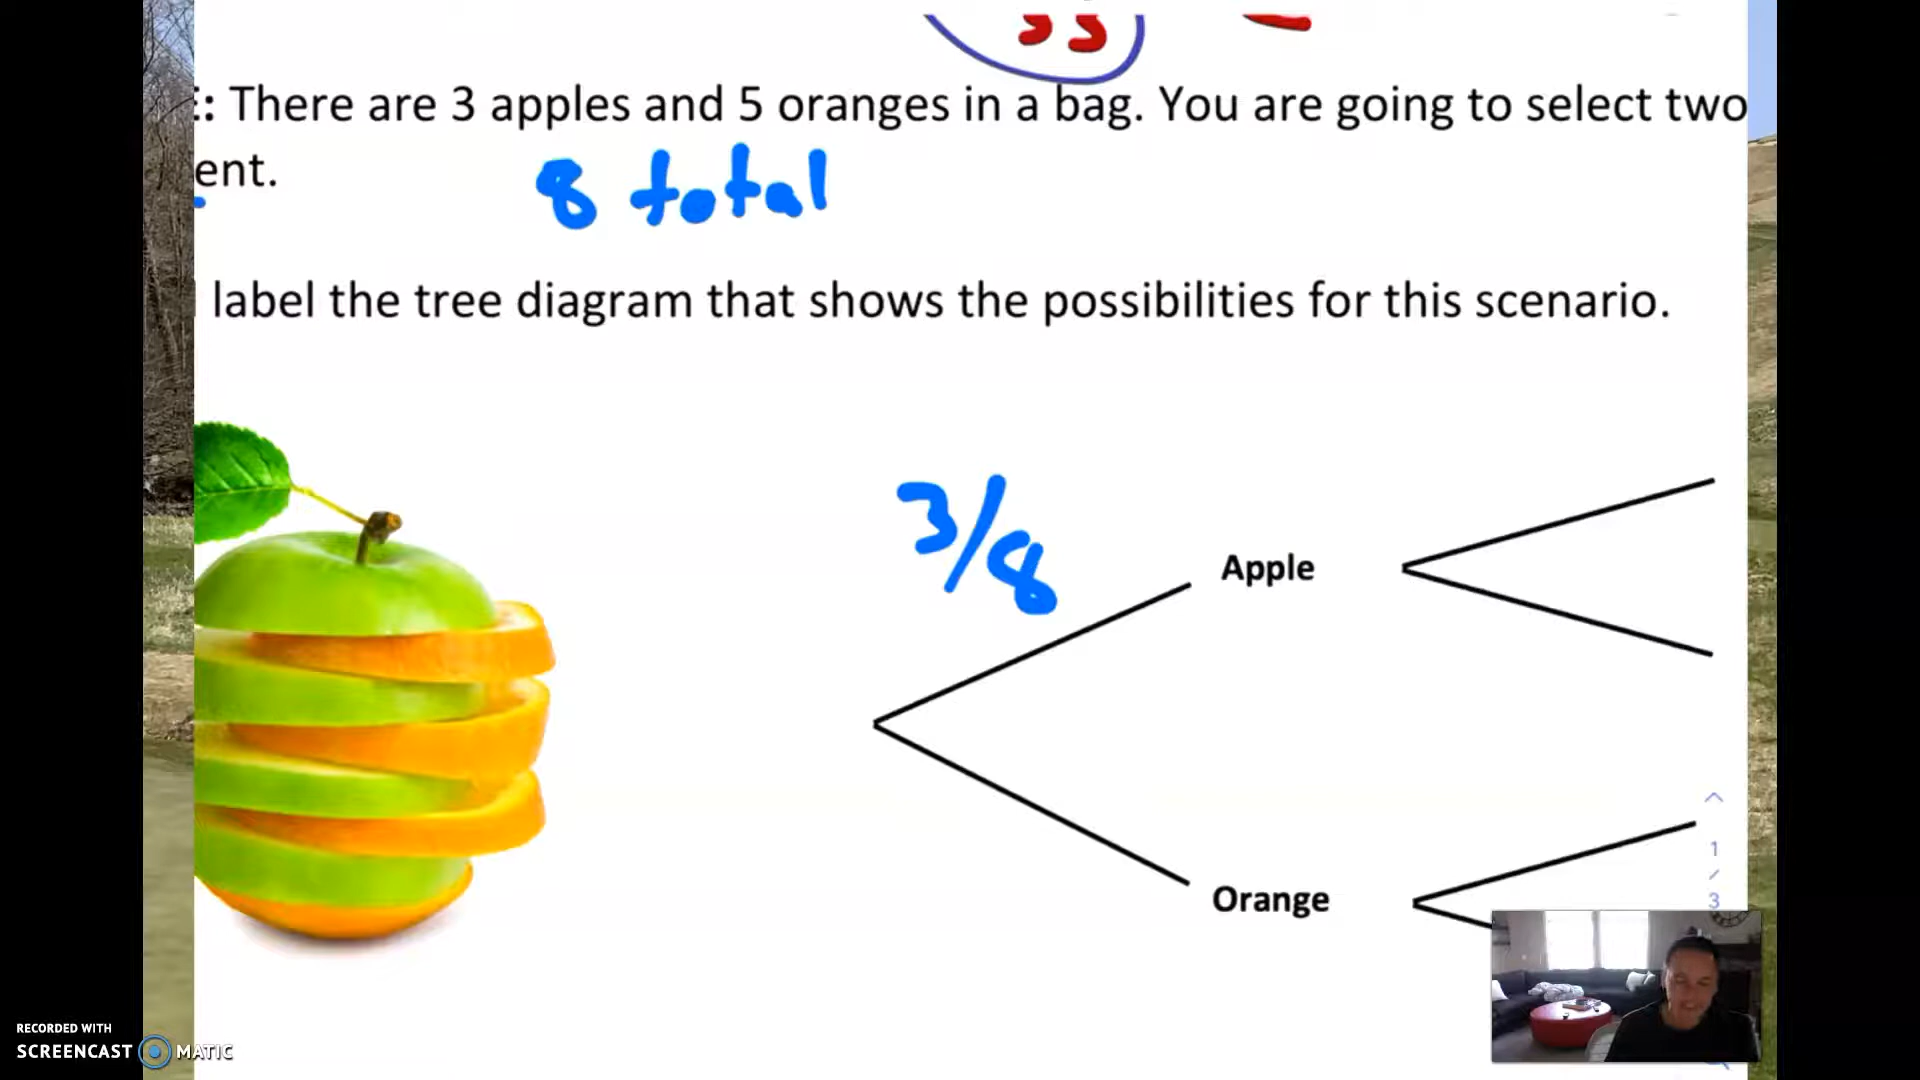 33
: There are 3 apples and 5 oranges in a bag. You are going to select two
ent.
8 total
label the tree diagram that shows the possibilities for this scenario.
3/8
Apple
Orange
1
/
3
RECORDED WITH
SCREENCAST MATIC